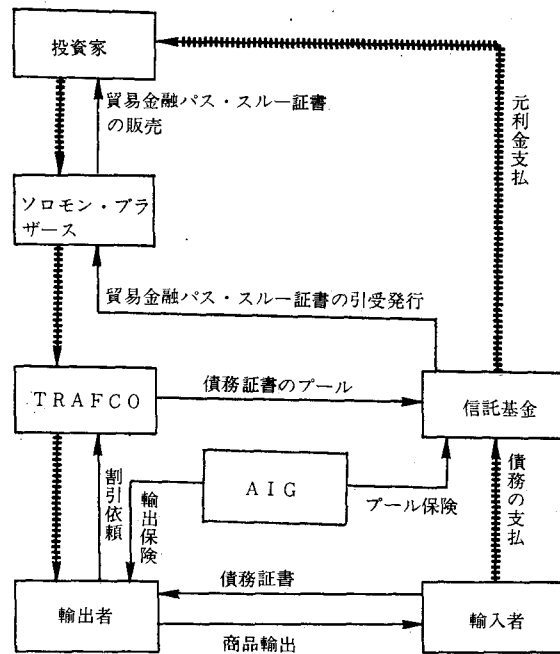 投資家
貿易金融パス・スルー証書
の販売
元利金支払
ソロモン・ブラ
ザース
貿易金融パス・スルー証書の引受発行
TRAFCO
債務証書のプール
信託基金
割引依頼
輸出保険
AIG
プール保険
債務の支払
債務証書
輸出者
輸入者
商品輸出